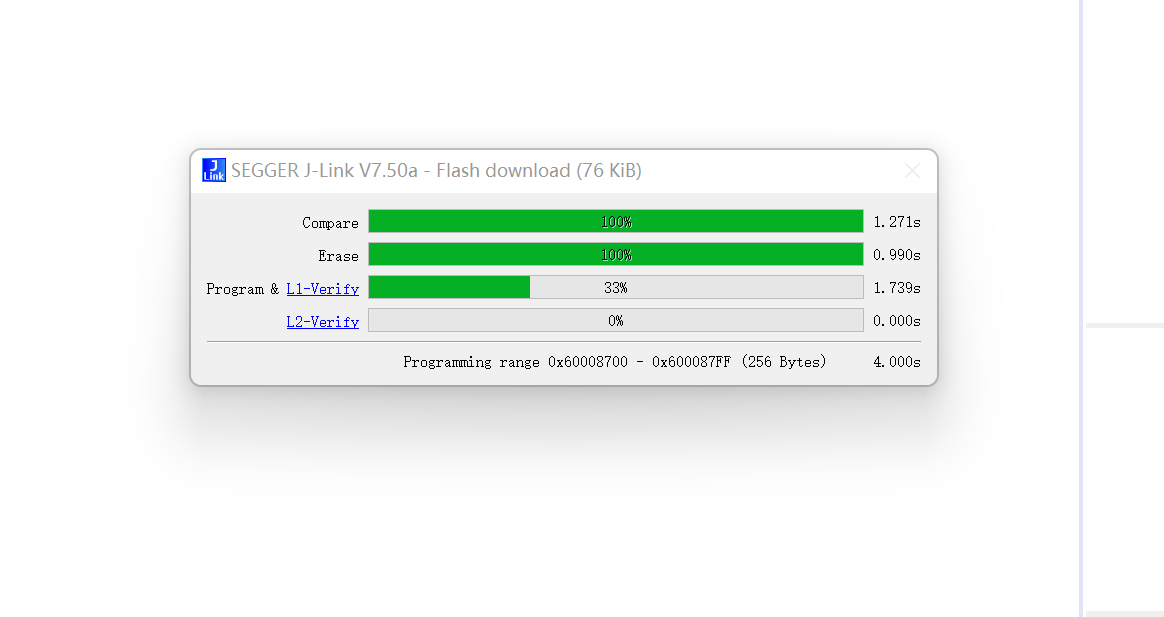 J
Link
SEGGER J-Link V7.50a - Flash download (76 KiB)
Compare 100% 1.271s
Erase 100% 0.990s
Program & L1-Verify 33% 1.739s
L2-Verify 0% 0.000s
Programming range 0x60008700 - 0x600087FF (256 Bytes) 4.000s